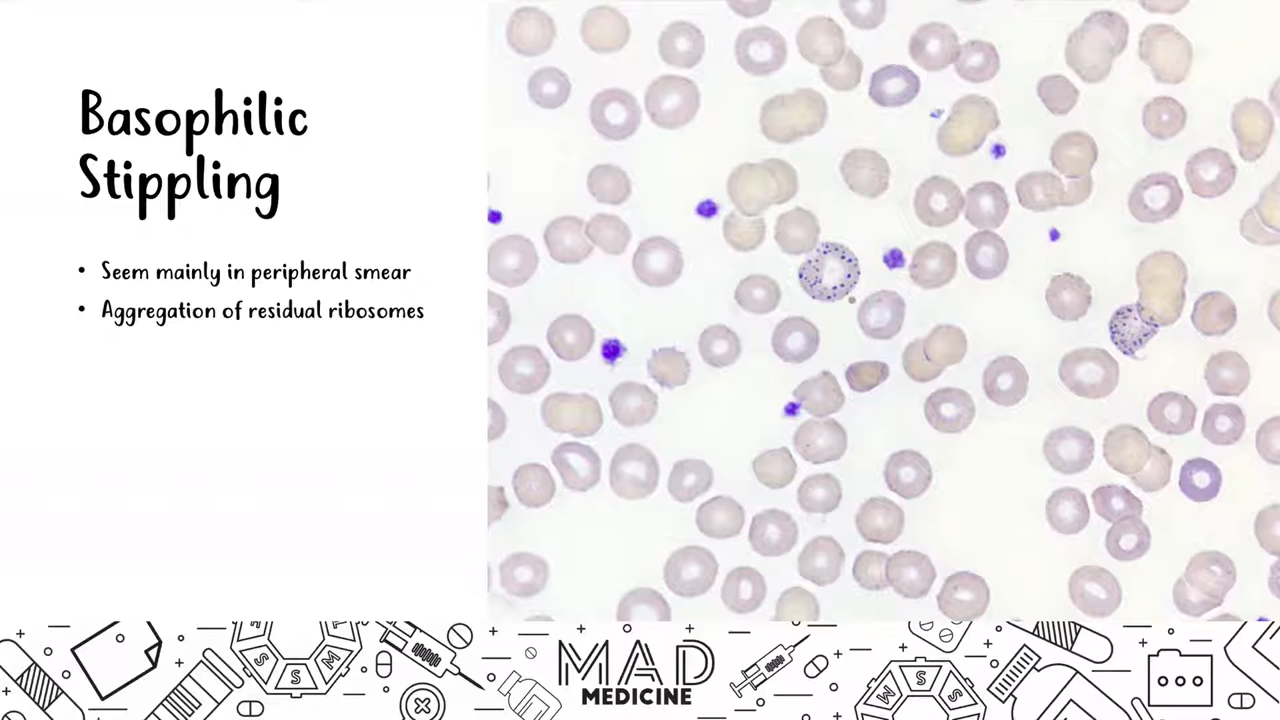 Basophilic
Stippling
• Seem mainly in peripheral smear
• Aggregation of residual ribosomes
S
S
M
MAD
MEDICINE
M
S
S